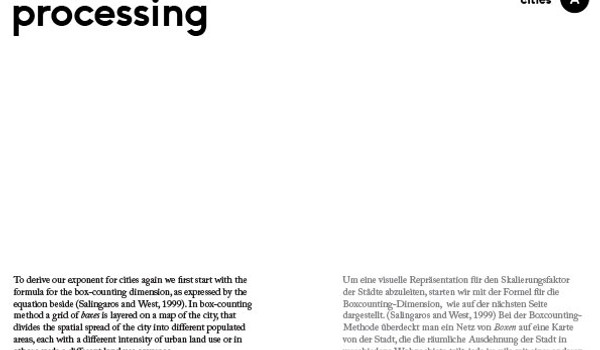 processing
cities A
To derive our exponent for cities again we first start with the
formula for the box-counting dimension, as expressed by the
equation beside (Salingaros and West, 1999). In box-counting
method a grid of boxes is layered on a map of the city, that
divides the spatial spread of the city into different populated
areas, each with a different intensity of urban land use or in
Um eine visuelle Repräsentation für den Skalierungsfaktor
der Städte abzuleiten, starten wir mit der Formel für die
Boxcounting-Dimension, wie auf der nächsten Seite
dargestellt. (Salingaros and West, 1999) Bei der Boxcounting-
Methode überdeckt man ein Netz von Boxen auf eine Karte
von der Stadt, die die räumliche Ausdehnung der Stadt in